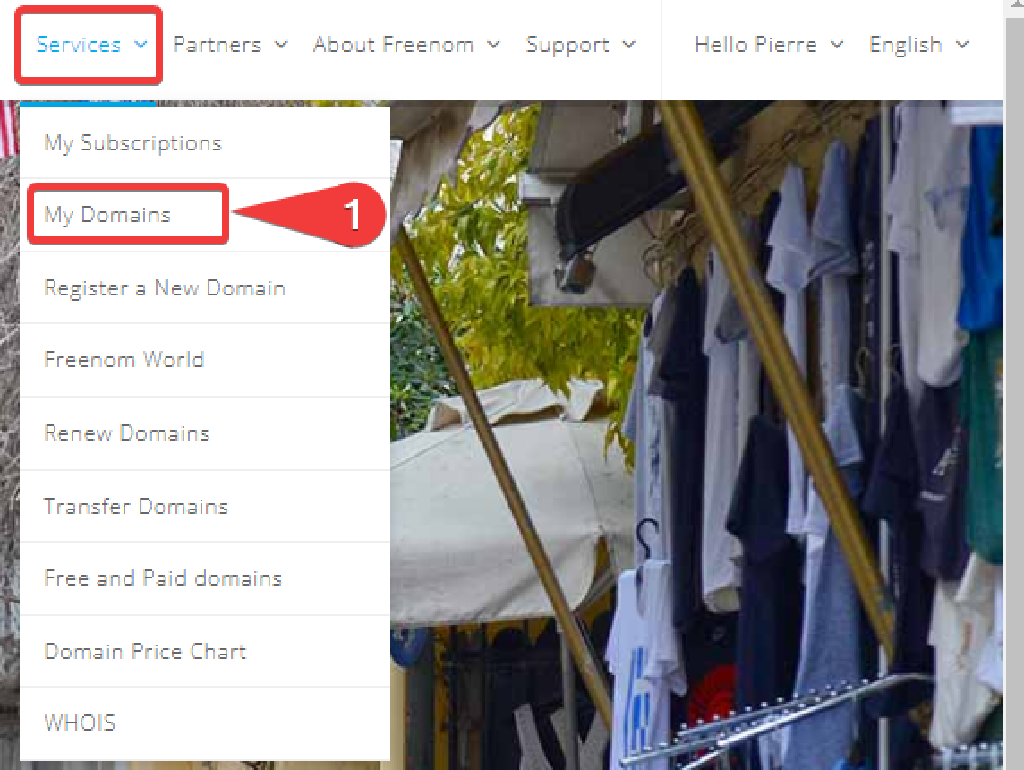 Services Partners About Freenom Support Hello Pierre English
My Subscriptions
My Domains 1
Register a New Domain
Freenom World
Renew Domains
Transfer Domains
Free and Paid domains
Domain Price Chart
WHOIS